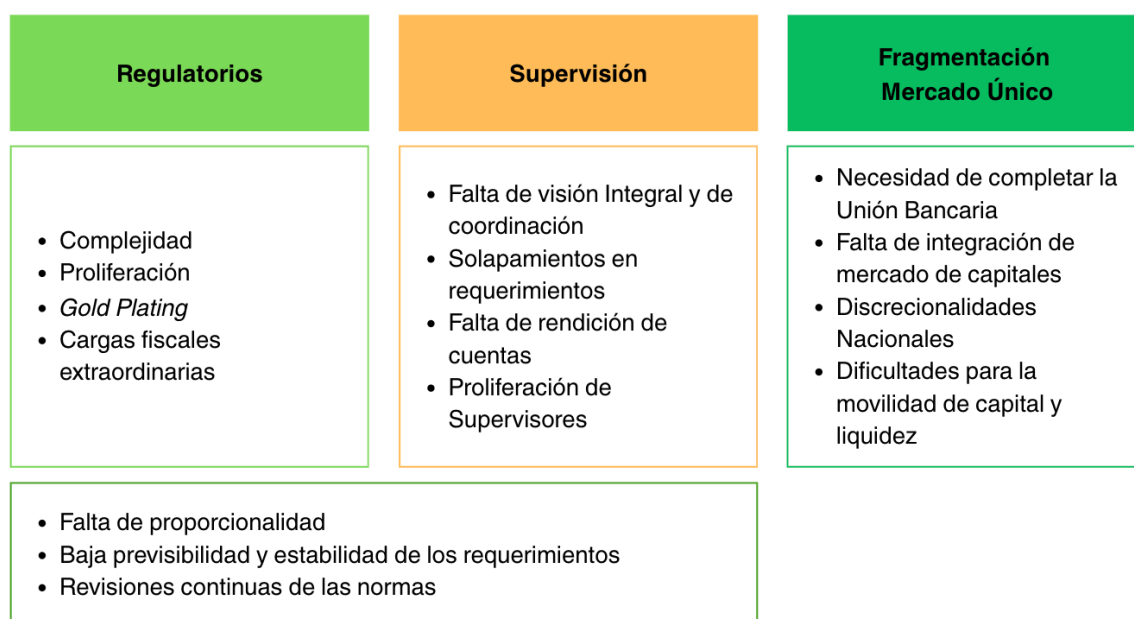 Regulatorios
• Complejidad
• Proliferación
• Gold Plating
• Cargas fiscales
extraordinarias
Supervisión
• Falta de visión Integral y de
coordinación
• Solapamientos en
requerimientos
• Falta de rendición de
cuentas
• Proliferación de
Supervisores
Fragmentación
Mercado Único
• Necesidad de completar la
Unión Bancaria
• Falta de integración de
mercado de capitales
• Discrecionalidades
Nacionales
• Dificultades para la
movilidad de capital y
liquidez
• Falta de proporcionalidad
• Baja previsibilidad y estabilidad de los requerimientos
• Revisiones continuas de las normas